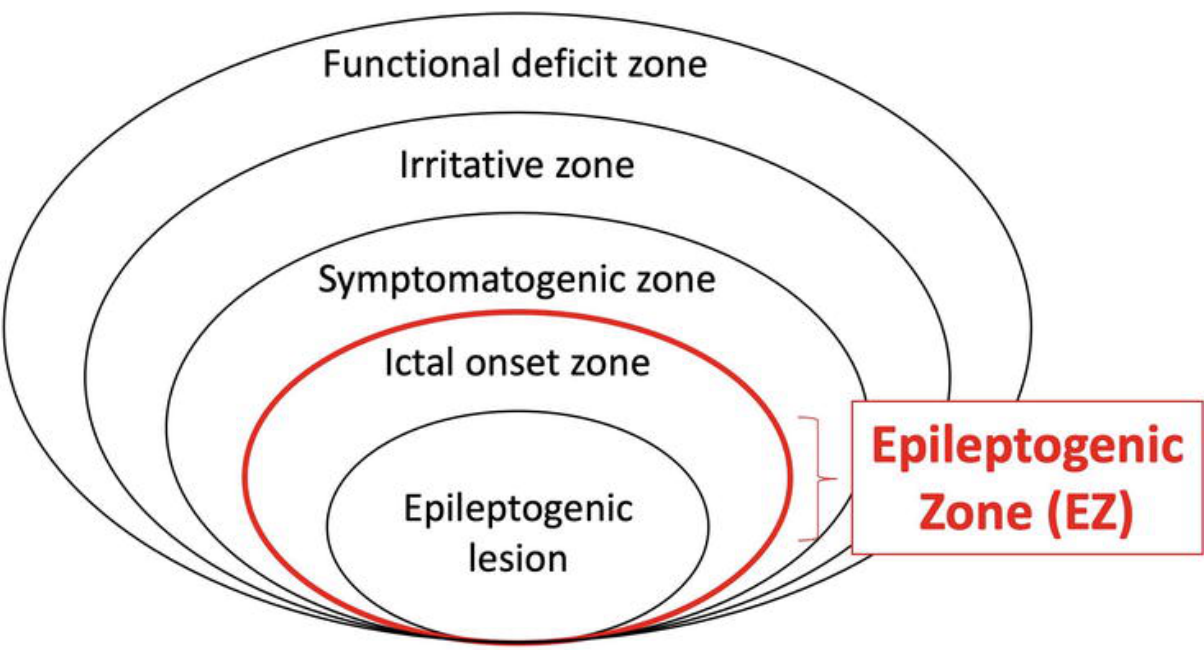 Functional deficit zone
Irritative zone
Symptomatogenic zone
Ictal onset zone
Epileptogenic
lesion
Epileptogenic
Zone (EZ)